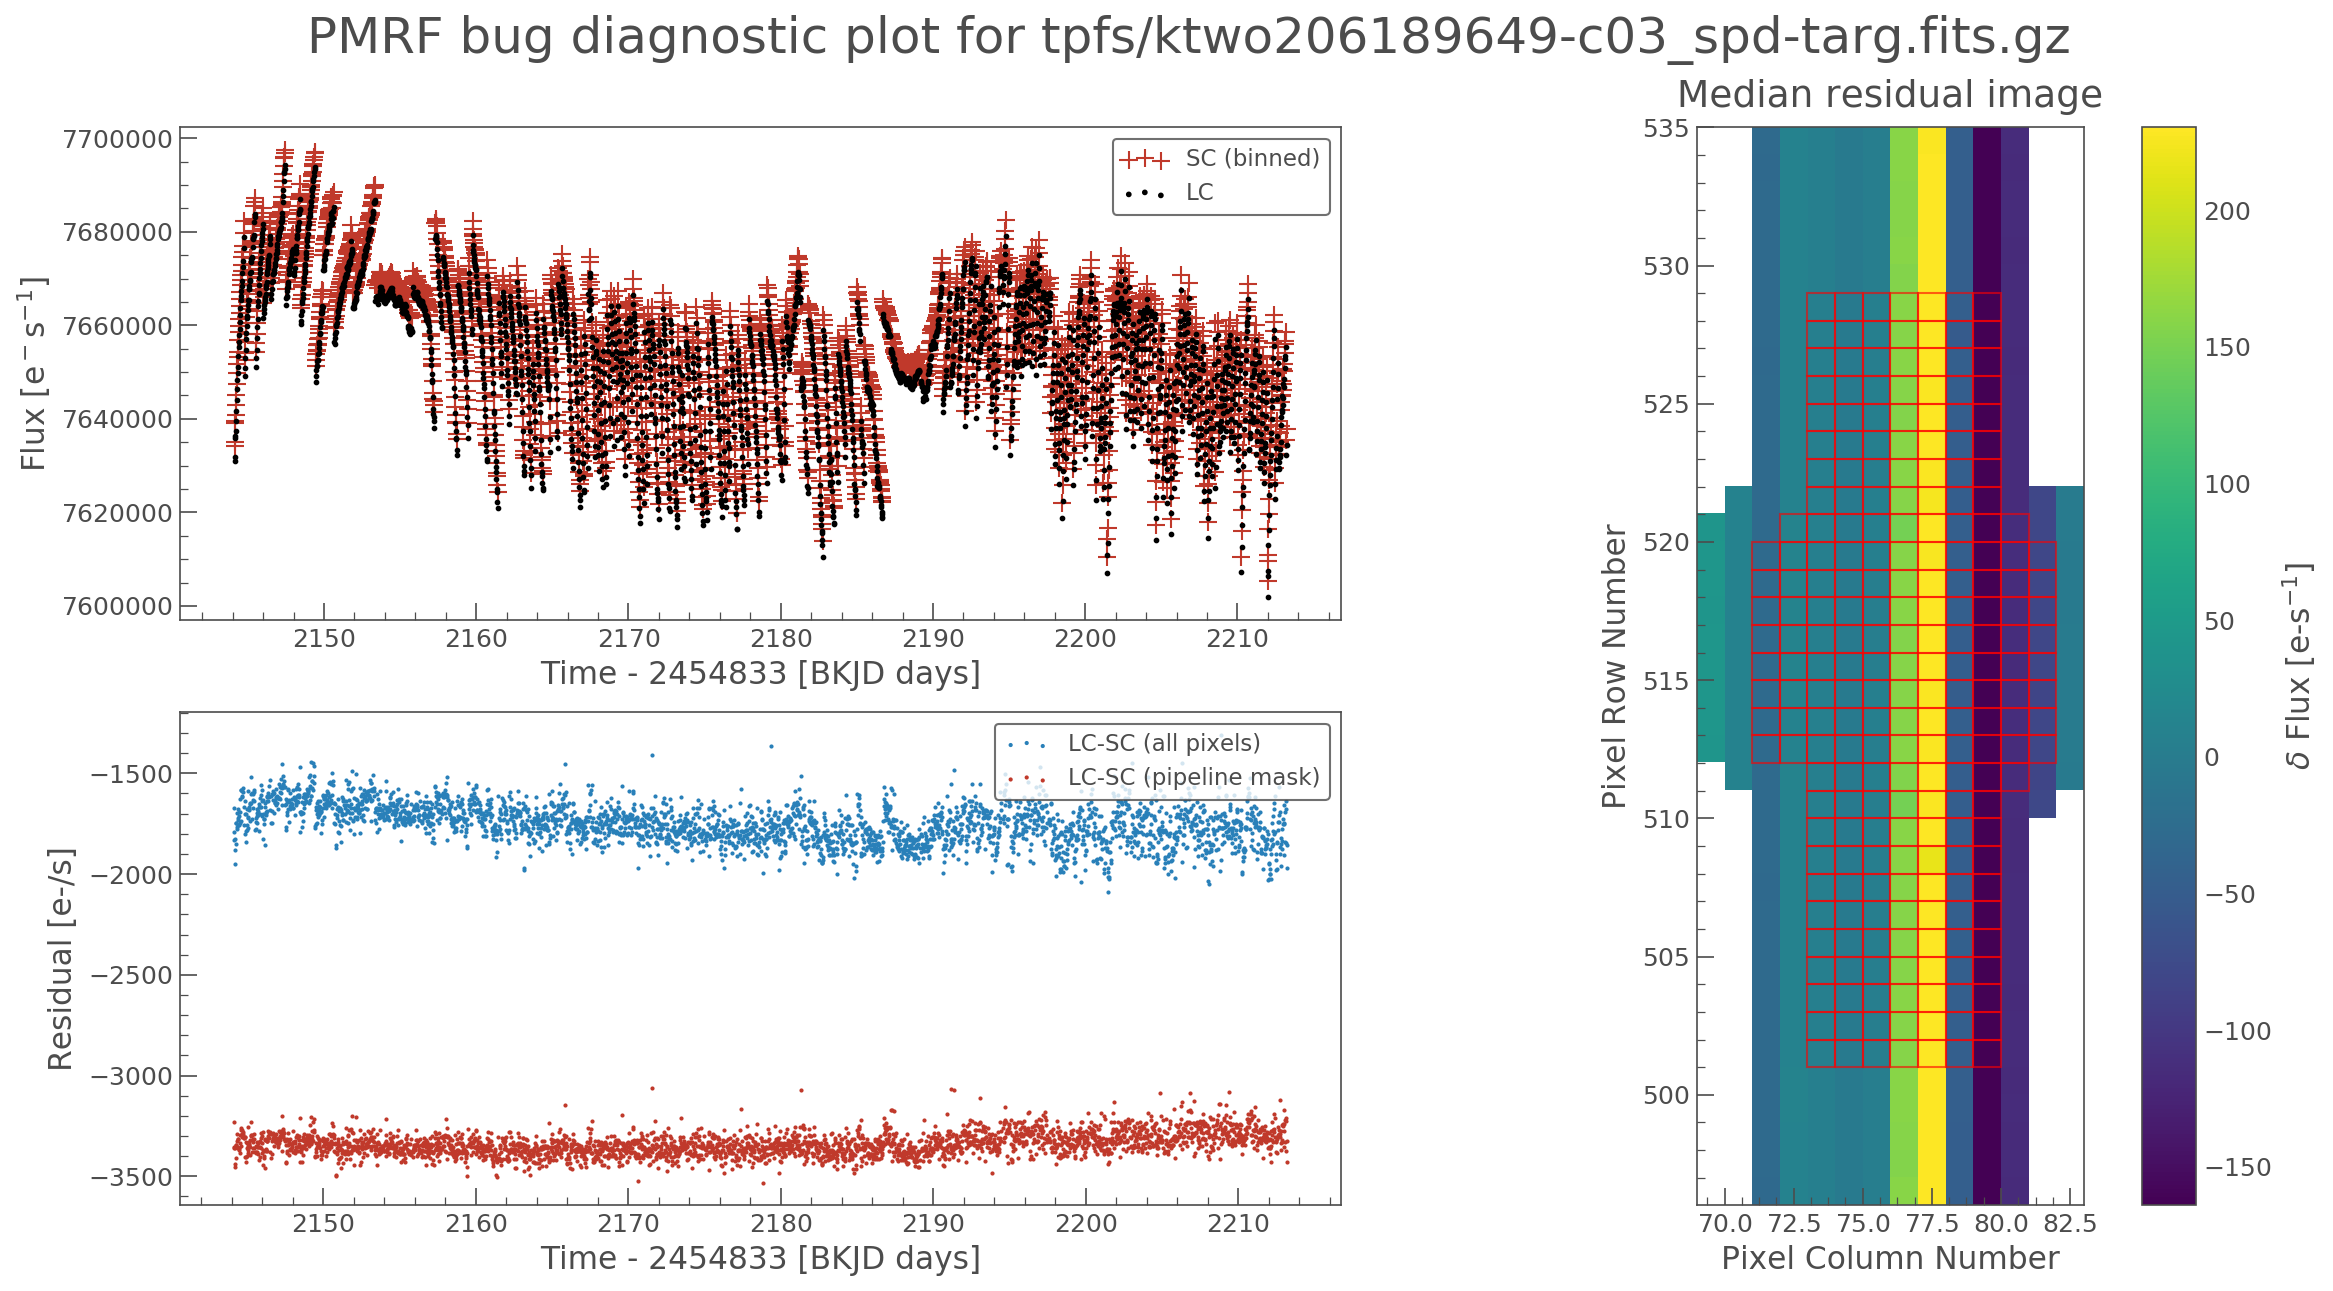 PMRF bug diagnostic plot for tpfs/ktwo206189649-c03_spd-targ.fits.gz
7700000
7680000
7660000
7640000
7620000
7600000
Flux [e⁻ s⁻¹]
SC (binned)
LC
2150 2160 2170 2180 2190 2200 2210
Time - 2454833 [BKJD days]
−1500
−2000
−2500
−3000
−3500
Residual [e-/s]
LC-SC (all pixels)
LC-SC (pipeline mask)
2150 2160 2170 2180 2190 2200 2210
Time - 2454833 [BKJD days]
Median residual image
535
530
525
520
515
510
505
500
Pixel Row Number
70.0 72.5 75.0 77.5 80.0 82.5
Pixel Column Number
200
150
100
50
0
−50
−100
−150
δ Flux [e-s⁻¹]